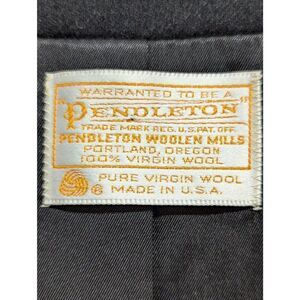 WARRANTED TO BE A
"PENDLETON"
TRADE MARK REG. U.S. PAT. OFF.
PENDLETON WOOLEN MILLS
PORTLAND, OREGON
100% VIRGIN WOOL
PURE VIRGIN WOOL
® MADE IN U.S.A.